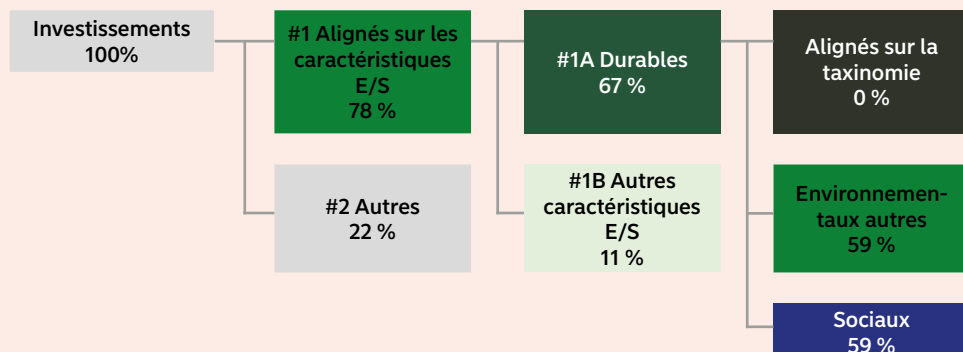 Investissements
100%
#1 Alignés sur les
caractéristiques
E/S
78 %
#1A Durables
67 %
Alignés sur la
taxinomie
0 %
#2 Autres
22 %
#1B Autres
caractéristiques
E/S
11 %
Environnemen-
taux autres
59 %
Sociaux
59 %